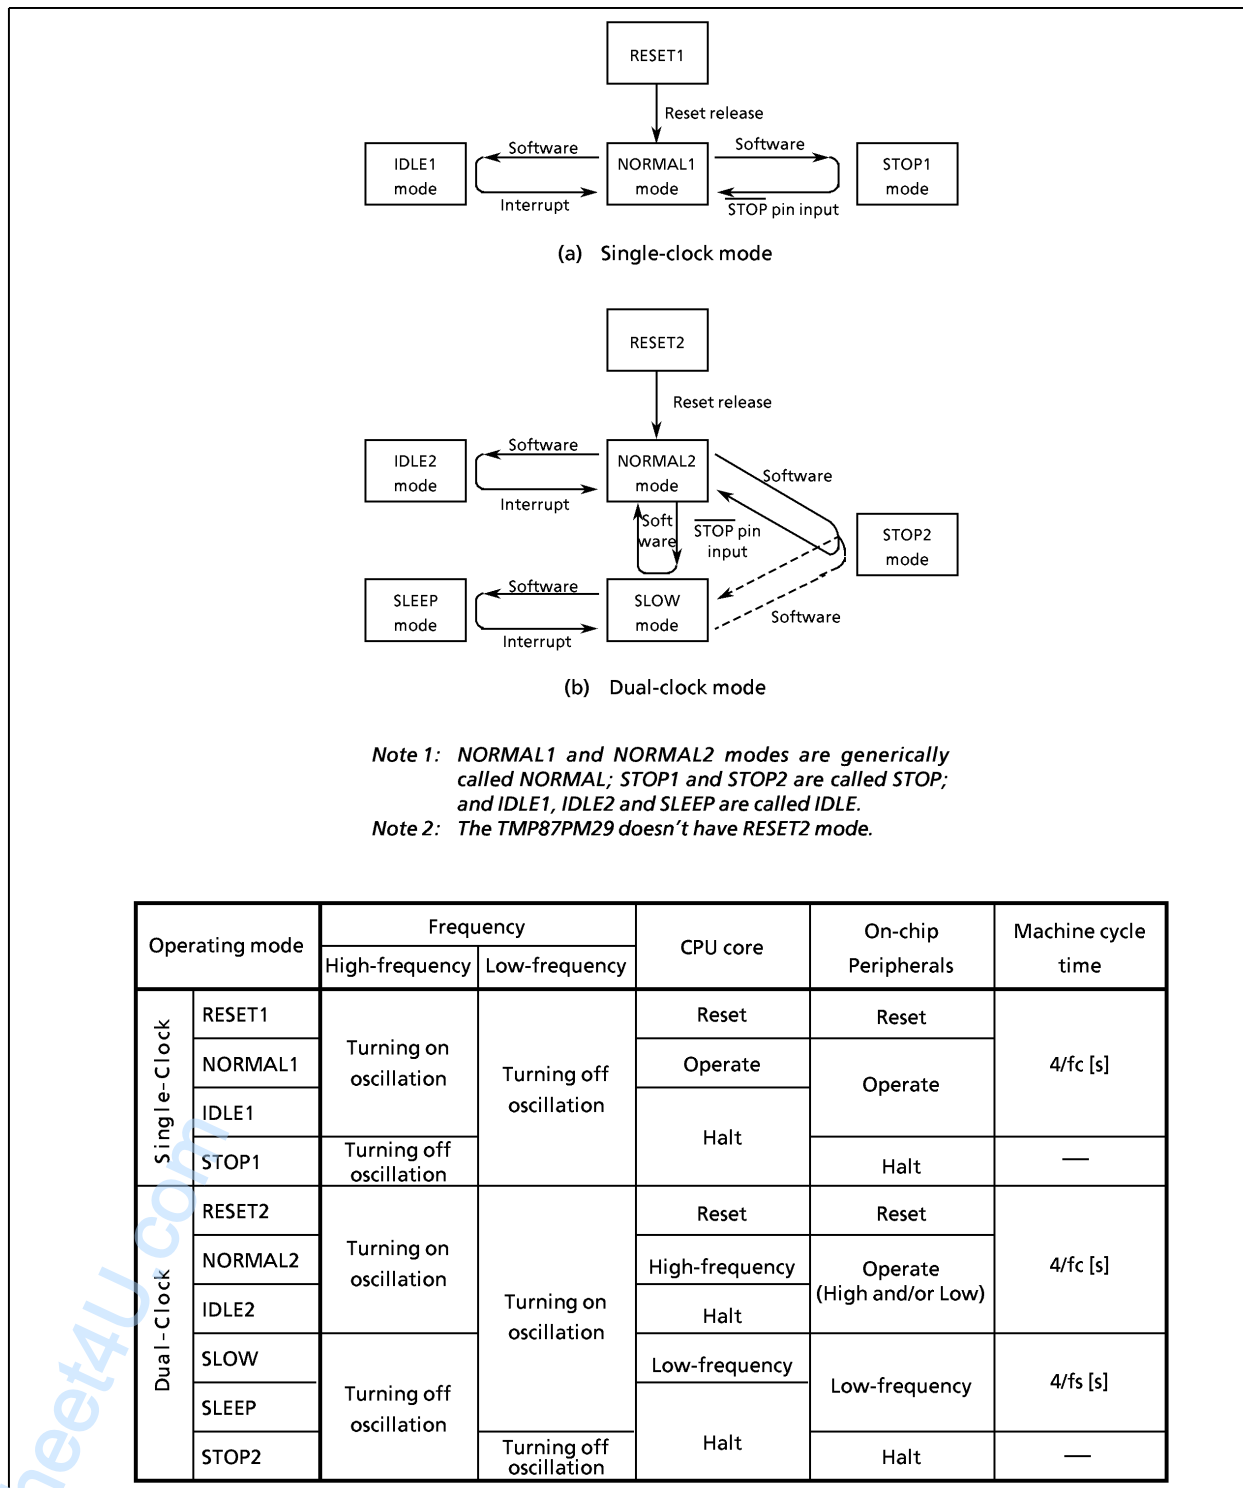 RESET1
Reset release
IDLE1
mode
Software
Interrupt
NORMAL1
mode
Software
STOP pin input
STOP1
mode
(a) Single-clock mode
RESET2
Reset release
IDLE2
mode
Software
Interrupt
NORMAL2
mode
Software
Soft
ware
STOP pin
input
STOP2
mode
SLEEP
mode
Software
Interrupt
SLOW
mode
Software
(b) Dual-clock mode
Note 1: NORMAL1 and NORMAL2 modes are generically
called NORMAL; STOP1 and STOP2 are called STOP;
and IDLE1, IDLE2 and SLEEP are called IDLE.
Note 2: The TMP87PM29 doesn't have RESET2 mode.
Operating mode
Frequency
High-frequency
Low-frequency
CPU core
On-chip
Peripherals
Machine cycle
time
Single-Clock
RESET1
NORMAL1
IDLE1
STOP1
Turning on
oscillation
Turning off
oscillation
Turning off
oscillation
Reset
Operate
Halt
Reset
Operate
Halt
4/fc [s]
—
Dual-Clock
RESET2
NORMAL2
IDLE2
SLOW
SLEEP
STOP2
Turning on
oscillation
Turning off
oscillation
Turning on
oscillation
Turning off
oscillation
Reset
High-frequency
Halt
Low-frequency
Halt
Reset
Operate
(High and/or Low)
Low-frequency
Halt
4/fc [s]
4/fs [s]
—
heet4U.com